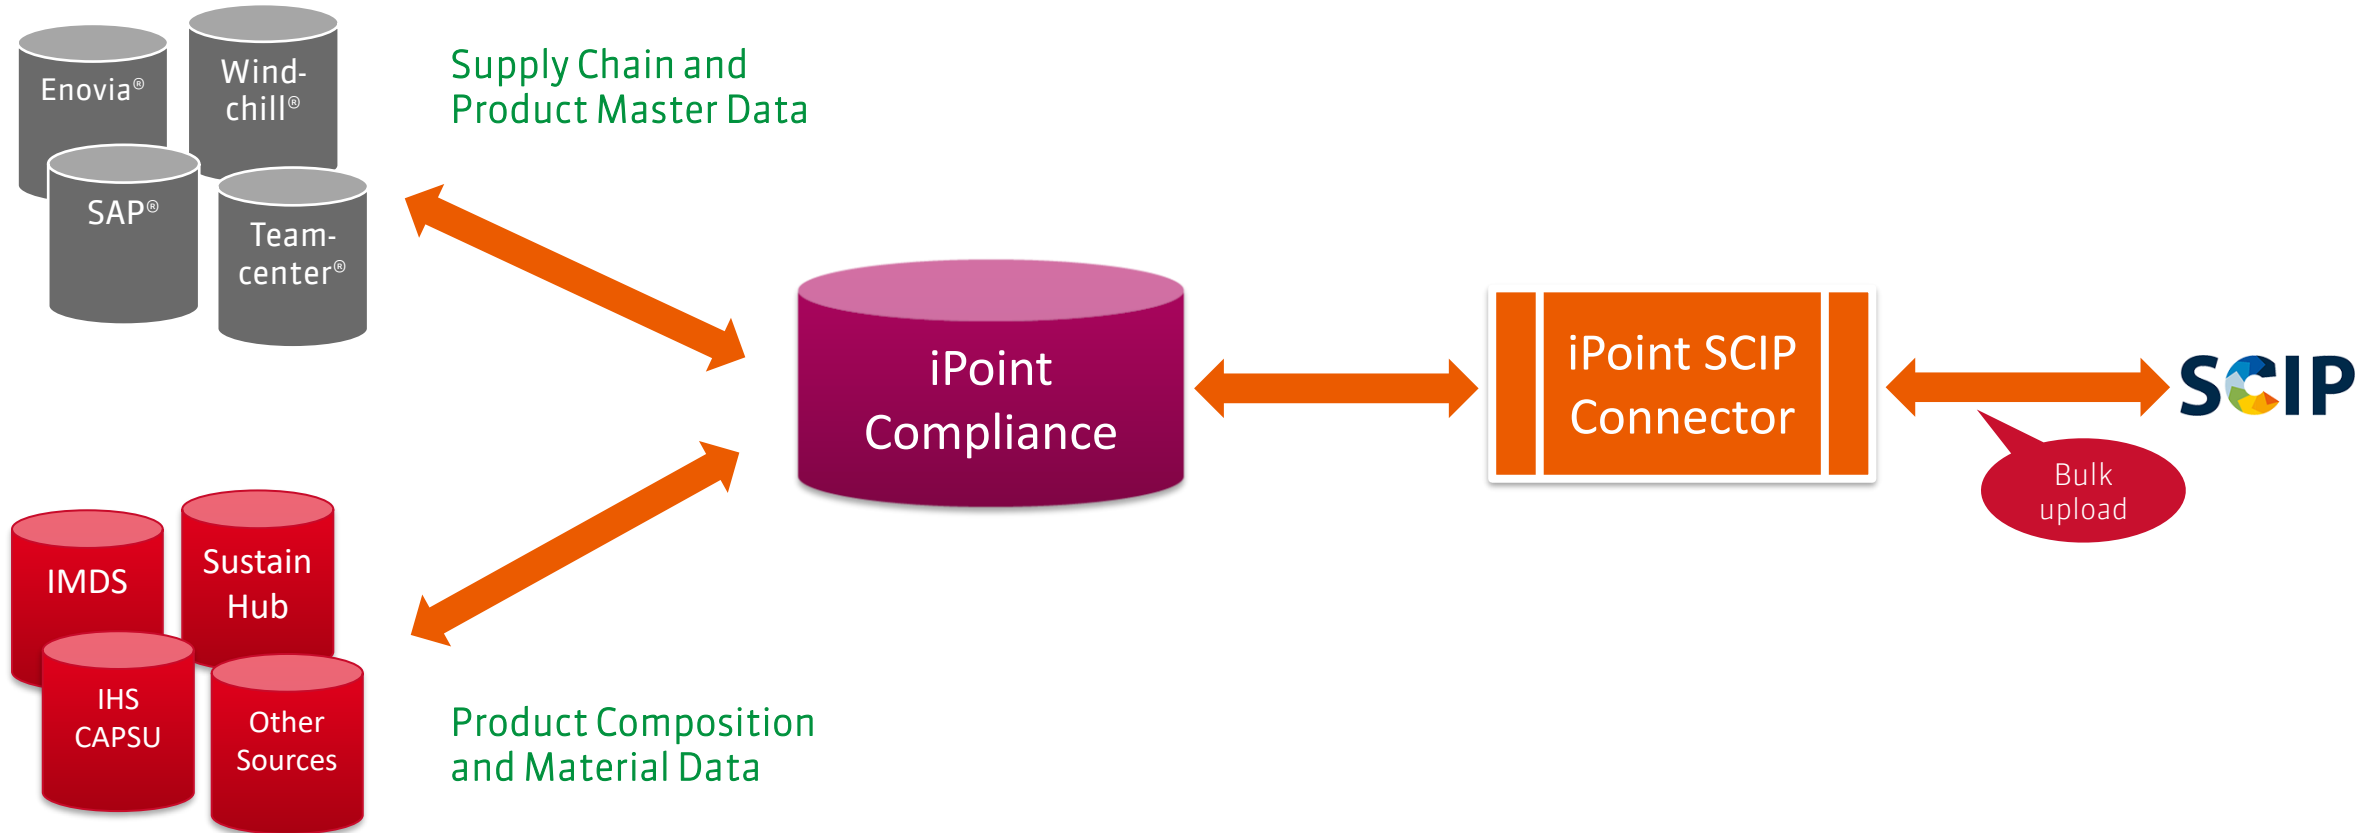 Enovia®
Wind-
chill®
SAP®
Team-
center®
Supply Chain and
Product Master Data
iPoint
Compliance
iPoint SCIP
Connector
SCIP
Bulk
upload
IMDS
Sustain
Hub
IHS
CAPSU
Other
Sources
Product Composition
and Material Data